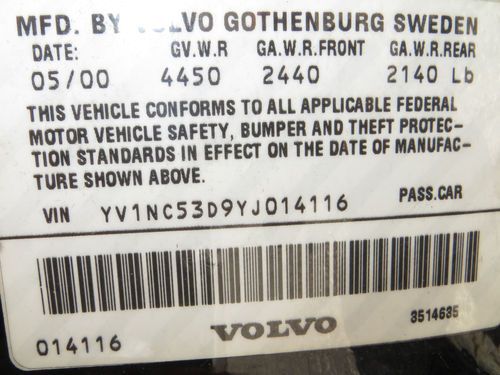 MFD. BY VOLVO GOTHENBURG SWEDEN
DATE: GV.W.R GA.W.R.FRONT GA.W.R.REAR
05/00 4450 2440 2140 Lb
THIS VEHICLE CONFORMS TO ALL APPLICABLE FEDERAL
MOTOR VEHICLE SAFETY, BUMPER AND THEFT PROTEC-
TION STANDARDS IN EFFECT ON THE DATE OF MANUFAC-
TURE SHOWN ABOVE.
VIN YV1NC53D9YJ014116 PASS.CAR
014116 VOLVO 3514635